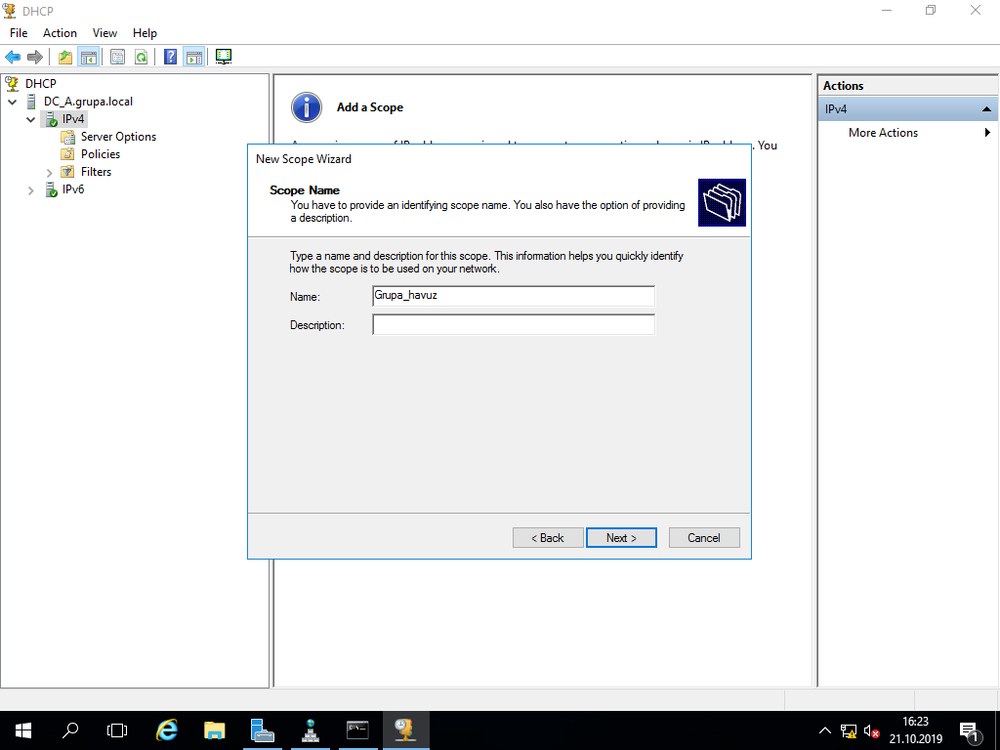 DHCP
File Action View Help
DHCP
DC_A.grupa.local
IPv4
Server Options
Policies
Filters
IPv6
Add a Scope
You
New Scope Wizard
Scope Name
You have to provide an identifying scope name. You also have the option of providing
a description.
Type a name and description for this scope. This information helps you quickly identify
how the scope is to be used on your network.
Name: Grupa_havuz
Description:
< Back Next > Cancel
Actions
IPv4
More Actions
16:23
21.10.2019
1